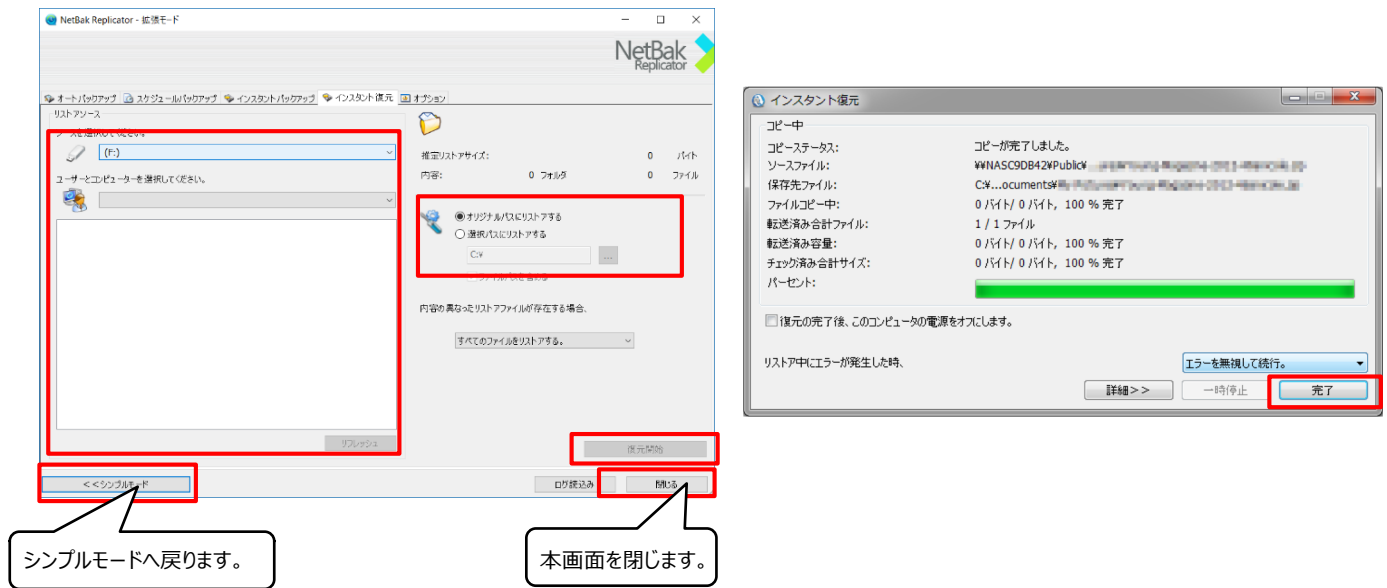 NetBak Replicator - 拡張モード
NetBak
Replicator
オートバックアップ スケジュールバックアップ インスタントバックアップ インスタント復元 オプション
リストアソース
ください。
(F:)
ユーザーとコンピューターを選択してください。
リフレッシュ
推定リストアサイズ: 0 バイト
内容: 0 フォルダ 0 ファイル
オリジナルパスにリストアする
選択パスにリストアする
C:¥
...
ファイルパスを含める
内容の異なったリストアファイルが存在する場合.
すべてのファイルをリストアする。
復元開始
<<シンプルモード
ログ読込み
閉じる
シンプルモードへ戻ります。
本画面を閉じます。
インスタント復元
コピー中
コピーステータス: コピーが完了しました。
ソースファイル: ¥¥NASC9DB42¥Public¥
保存先ファイル: C:¥...ocuments¥
ファイルコピー中: 0 バイト/ 0 バイト, 100 % 完了
転送済み合計ファイル: 1 / 1 ファイル
転送済み容量: 0 バイト/ 0 バイト, 100 % 完了
チェック済み合計サイズ: 0 バイト/ 0 バイト, 100 % 完了
パーセント:
復元の完了後、このコンピュータの電源をオフにします。
リストア中にエラーが発生した時、
エラーを無視して続行。
詳細>> 一時停止 完了